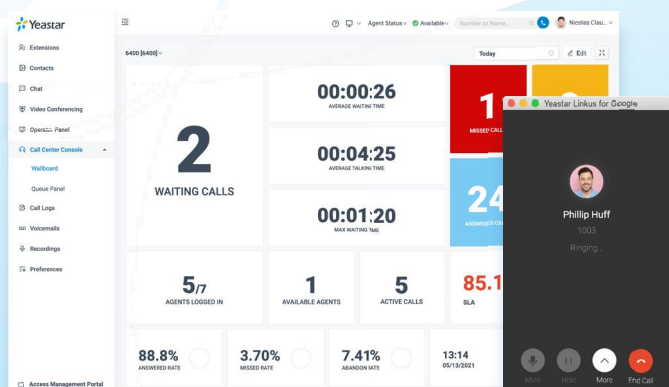 Yeastar
Agent Status
Available
Number or Name...
Nicolas Clau...
Extensions
Contacts
Chat
Video Conferencing
Operator Panel
Call Center Console
Wallboard
Queue Panel
Call Logs
Voicemails
Recordings
Preferences
Access Management Portal
6400 [6400]
Today
Edit
2
WAITING CALLS
00:00:26
AVERAGE WAITING TIME
00:04:25
AVERAGE TALKING TIME
00:01:20
MAX WAITING TIME
MISSED CALL
24
ANSWERED CAL
5/7
AGENTS LOGGED IN
1
AVAILABLE AGENTS
5
ACTIVE CALLS
85.1
SLA
88.8%
ANSWERED RATE
3.70%
MISSED RATE
7.41%
ABANDON RATE
13:14
05/13/2021
Yeastar Linkus for Google
Phillip Huff
1003
Ringing...
Mute
Hold
More
End Call